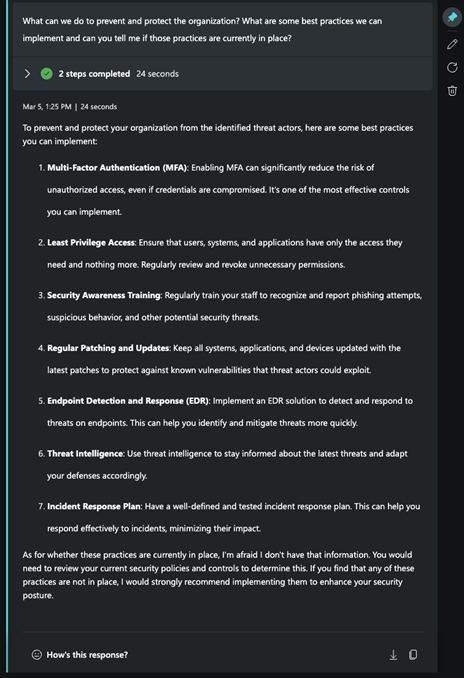 What can we do to prevent and protect the organization? What are some best practices we can
implement and can you tell me if those practices are currently in place?
2 steps completed 24 seconds
Mar 5, 1:25 PM | 24 seconds
To prevent and protect your organization from the identified threat actors, here are some best practices
you can implement:
1. Multi-Factor Authentication (MFA): Enabling MFA can significantly reduce the risk of
unauthorized access, even if credentials are compromised. It's one of the most effective controls
you can implement.
2. Least Privilege Access: Ensure that users, systems, and applications have only the access they
need and nothing more. Regularly review and revoke unnecessary permissions.
3. Security Awareness Training: Regularly train your staff to recognize and report phishing attempts,
suspicious behavior, and other potential security threats.
4. Regular Patching and Updates: Keep all systems, applications, and devices updated with the
latest patches to protect against known vulnerabilities that threat actors could exploit.
5. Endpoint Detection and Response (EDR): Implement an EDR solution to detect and respond to
threats on endpoints. This can help you identify and mitigate threats more quickly.
6. Threat Intelligence: Use threat intelligence to stay informed about the latest threats and adapt
your defenses accordingly.
7. Incident Response Plan: Have a well-defined and tested incident response plan. This can help you
respond effectively to incidents, minimizing their impact.
As for whether these practices are currently in place, I'm afraid I don't have that information. You would
need to review your current security policies and controls to determine this. If you find that any of these
practices are not in place, I would strongly recommend implementing them to enhance your security
posture.
How's this response?